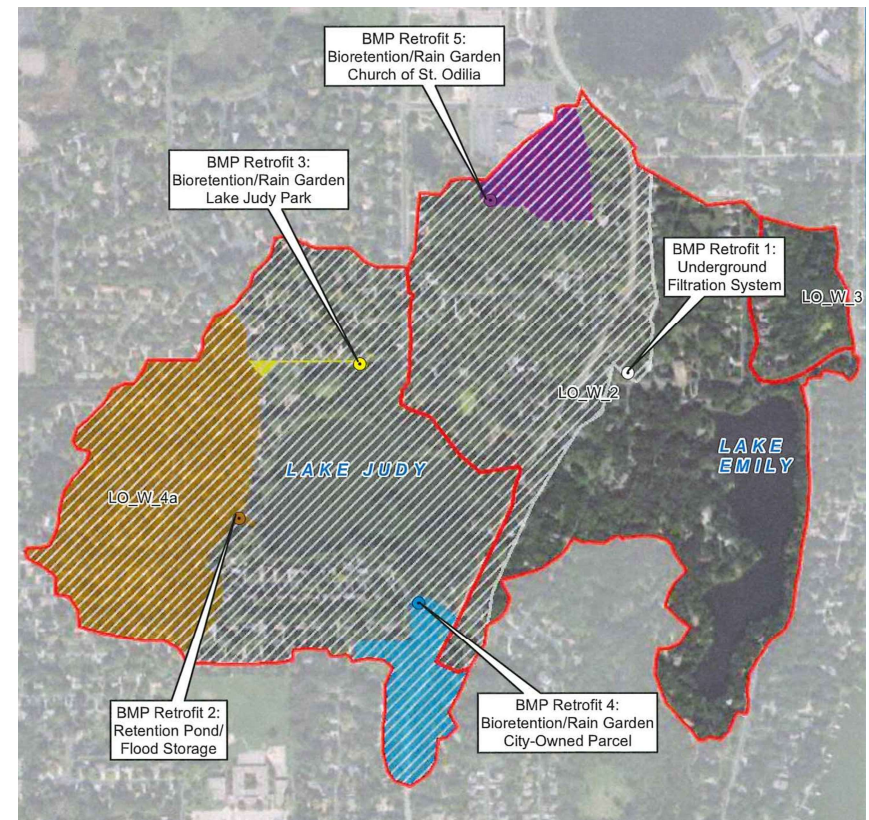 BMP Retrofit 5:
Bioretention/Rain Garden
Church of St. Odilia
BMP Retrofit 3:
Bioretention/Rain Garden
Lake Judy Park
BMP Retrofit 1:
Underground
Filtration System
LO_W_3
LO_W_2
LAKE
EMILY
LAKE JUDY
LO_W_4a
BMP Retrofit 2:
Retention Pond/
Flood Storage
BMP Retrofit 4:
Bioretention/Rain Garden
City-Owned Parcel